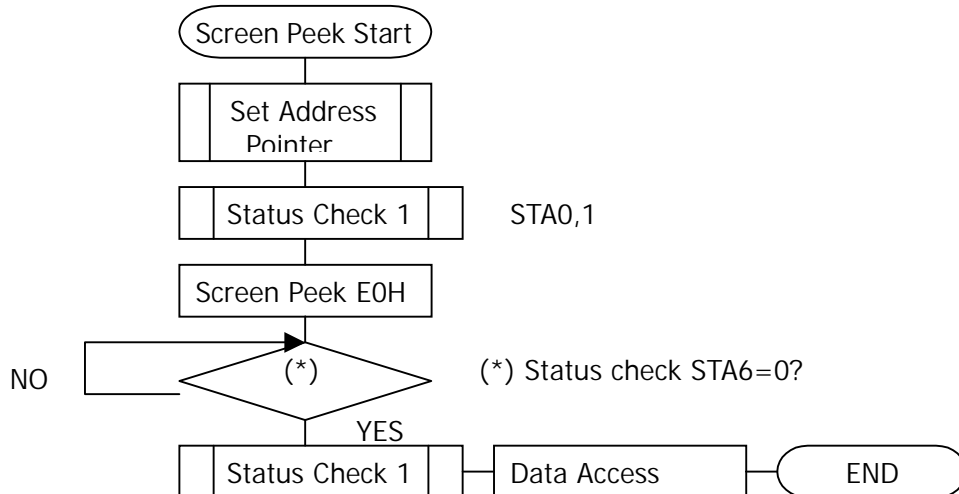 Screen Peek Start
Set Address
Pointer
Status Check 1
STA0,1
Screen Peek E0H
(*)
(*) Status check STA6=0?
NO
YES
Status Check 1
Data Access
END